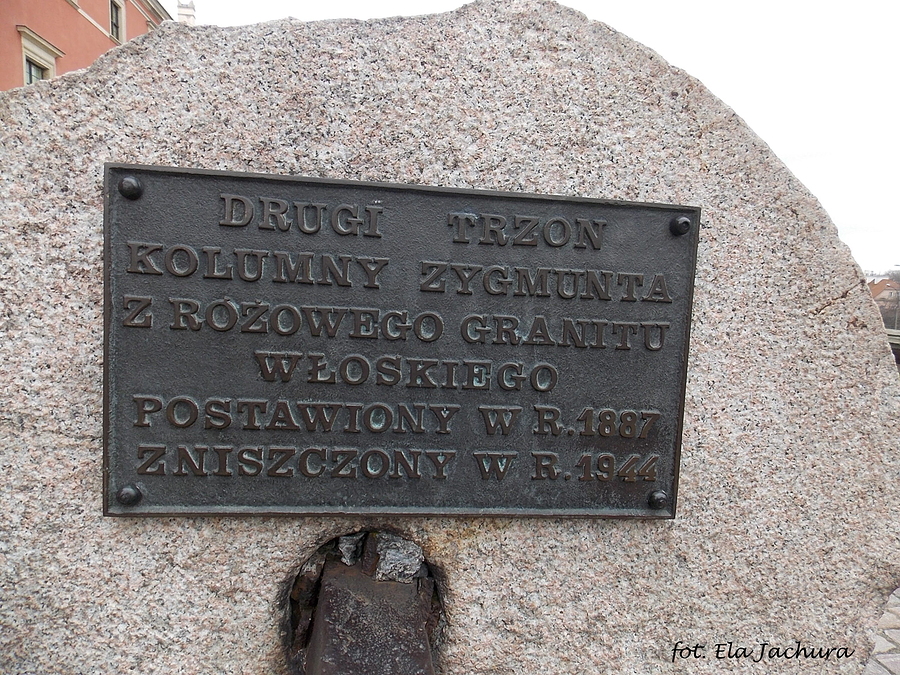 DRUGI TRZON
KOLUMNY ZYGMUNTA
Z RÓŻOWEGO GRANITU
WŁOSKIEGO
POSTAWIONY W R.1887
ZNISZCZONY W R.1944
fot. Ela Jachura